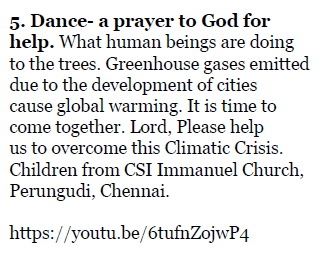 5. Dance- a prayer to God for
help. What human beings are doing
to the trees. Greenhouse gases emitted
due to the development of cities
cause global warming. It is time to
come together. Lord, Please help
us to overcome this Climatic Crisis.
Children from CSI Immanuel Church,
Perungudi, Chennai.
https://youtu.be/6tufnZojwP4